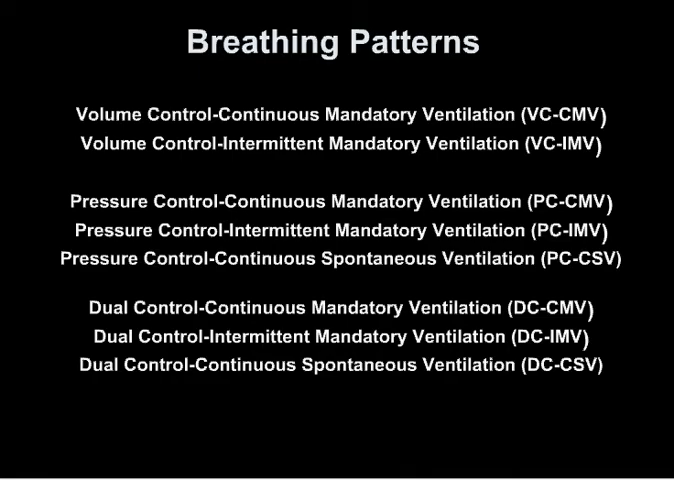 Breathing Patterns
Volume Control-Continuous Mandatory Ventilation (VC-CMV)
Volume Control-Intermittent Mandatory Ventilation (VC-IMV)
Pressure Control-Continuous Mandatory Ventilation (PC-CMV)
Pressure Control-Intermittent Mandatory Ventilation (PC-IMV)
Pressure Control-Continuous Spontaneous Ventilation (PC-CSV)
Dual Control-Continuous Mandatory Ventilation (DC-CMV)
Dual Control-Intermittent Mandatory Ventilation (DC-IMV)
Dual Control-Continuous Spontaneous Ventilation (DC-CSV)